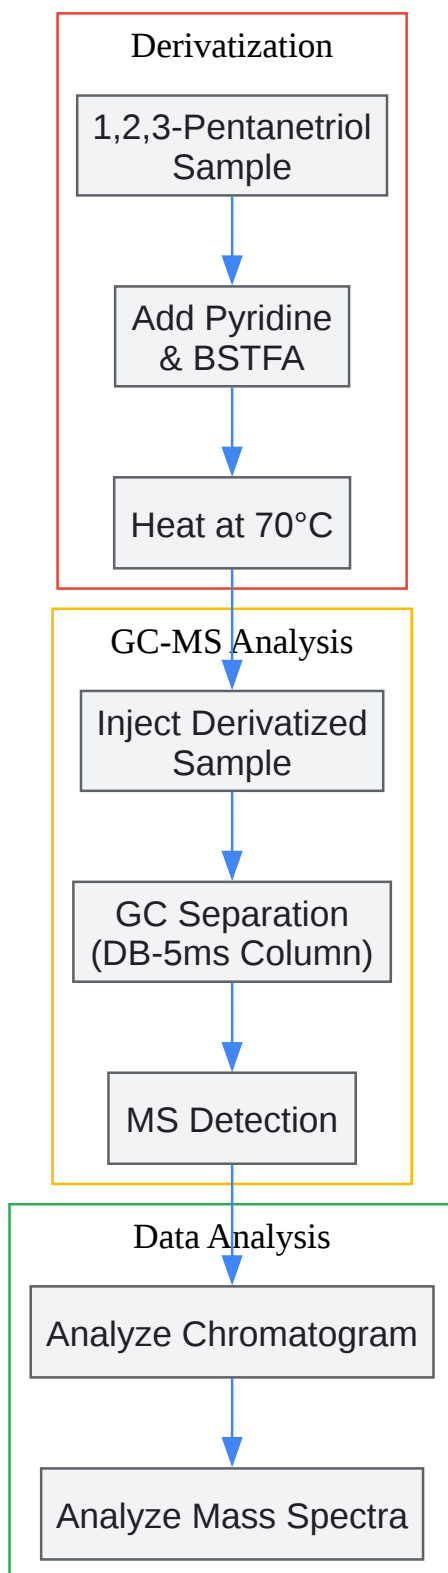 Derivatization
1,2,3-Pentanetriol
Sample
Add Pyridine
& BSTFA
Heat at 70°C
GC-MS Analysis
Inject Derivatized
Sample
GC Separation
(DB-5ms Column)
MS Detection
Data Analysis
Analyze Chromatogram
Analyze Mass Spectra